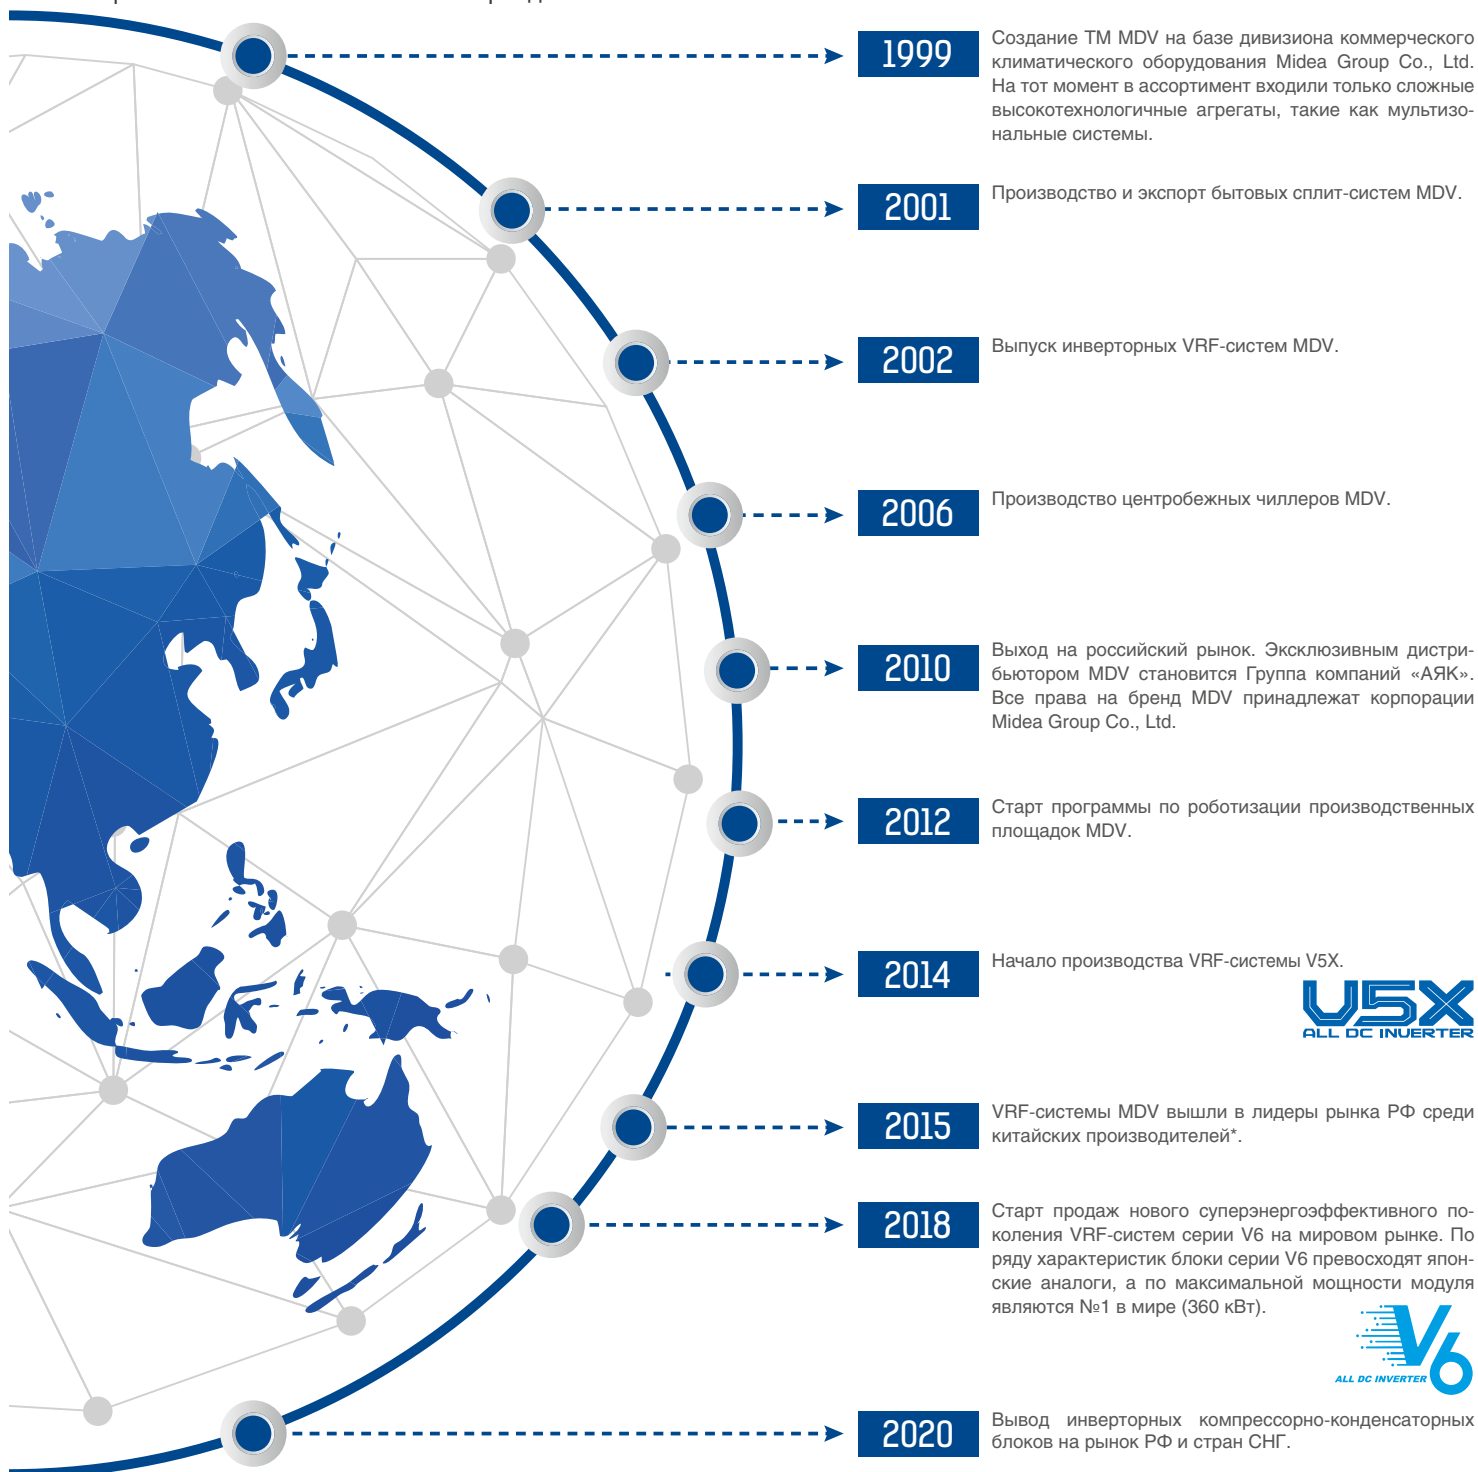 1999
Создание ТМ MDV на базе дивизиона коммерческого
климатического оборудования Midea Group Co., Ltd.
На тот момент в ассортимент входили только сложные
высокотехнологичные агрегаты, такие как мультизо-
нальные системы.
2001
Производство и экспорт бытовых сплит-систем MDV.
2002
Выпуск инверторных VRF-систем MDV.
2006
Производство центробежных чиллеров MDV.
2010
Выход на российский рынок. Эксклюзивным дистри-
бьютором MDV становится Группа компаний «АЯК».
Все права на бренд MDV принадлежат корпорации
Midea Group Co., Ltd.
2012
Старт программы по роботизации производственных
площадок MDV.
2014
Начало производства VRF-системы V5X.
V5X
ALL DC INVERTER
2015
VRF-системы MDV вышли в лидеры рынка РФ среди
китайских производителей*.
2018
Старт продаж нового суперэнергоэффективного по-
коления VRF-систем серии V6 на мировом рынке. По
ряду характеристик блоки серии V6 превосходят япон-
ские аналоги, а по максимальной мощности модуля
являются №1 в мире (360 кВт).
V6
ALL DC INVERTER
2020
Вывод инверторных компрессорно-конденсаторных
блоков на рынок РФ и стран СНГ.